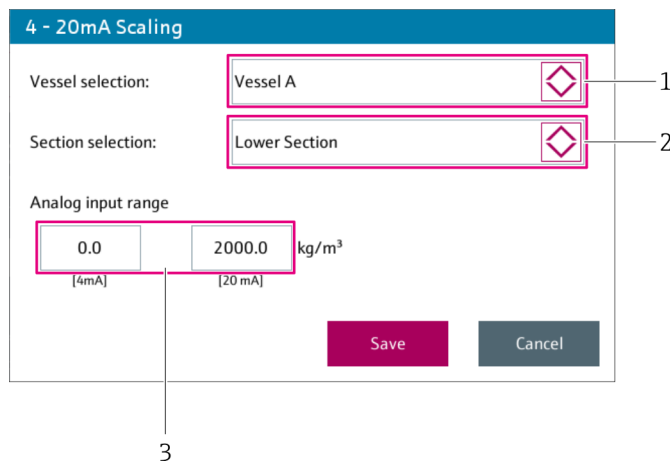 4 - 20mA Scaling
Vessel selection: Vessel A 1
Section selection: Lower Section 2
Analog input range
0.0 2000.0 kg/m³
[4mA] [20 mA]
Save Cancel
3